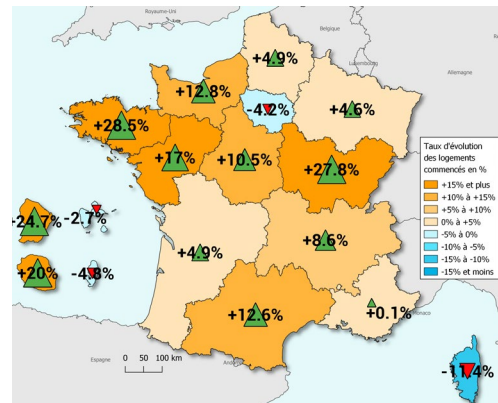 Royaume-Uni
Belgique
+4.9%
Luxembourg
Allemagne
+12.8%
-4.2%
+4.6%
+28.5%
+17%
+10.5%
+27.8%
Taux d'évolution
des logements
commencés en %
+15% et plus
+10% à +15%
+5% à +10%
0% à +5%
-5% à 0%
-10% à -5%
-15% à -10%
-15% et moins
+24.7%
-2.7%
+8.6%
+4.9%
+20%
-4.8%
+12.6%
+0.1%
Monaco
Espagne
0 50 100 km